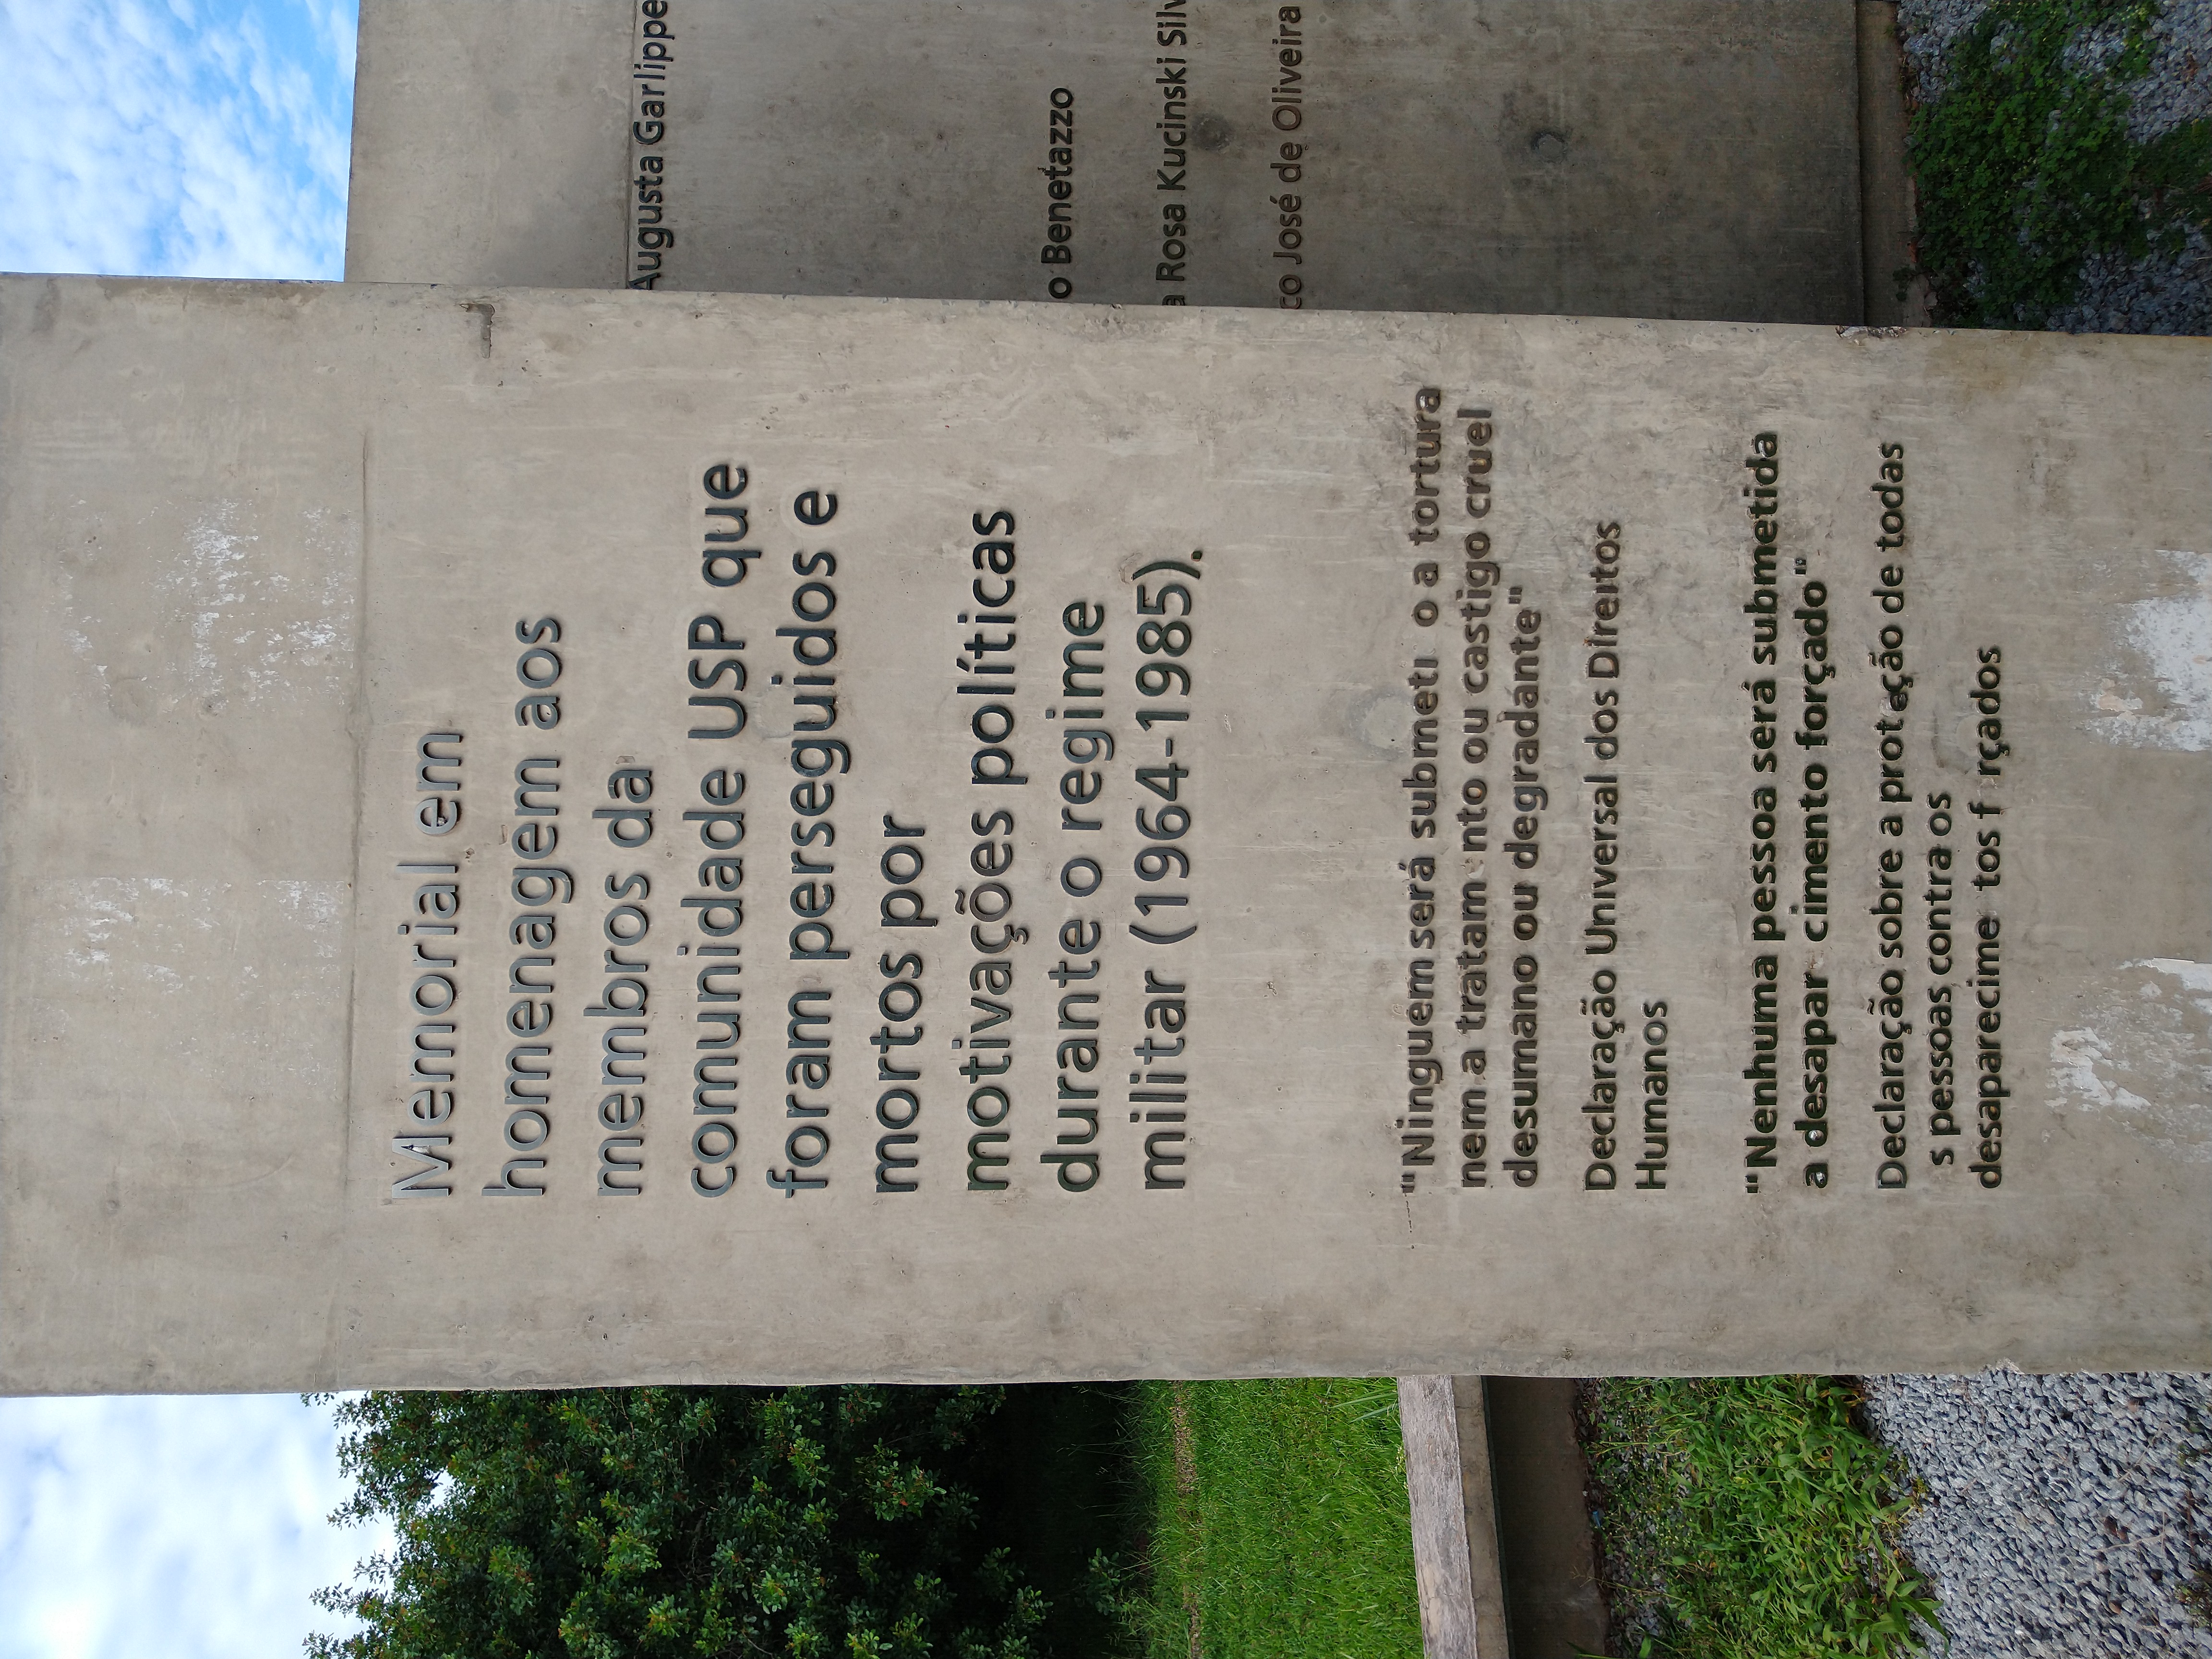 Memorial em
homenagem aos
membros da
comunidade USP que
foram perseguidos e
mortos por
motivações políticas
durante o regime
militar (1964-1985).
"Ninguém será submeti o a tortura
nem a tratam nto ou castigo cruel
desumano ou degradante"
Declaração Universal dos Direitos
Humanos
"Nenhuma pessoa será submetida
a desapar cimento forçado"
Declaração sobre a proteção de todas
s pessoas contra os
desaparecime tos f rçados
Augusta Garlippe
o Benetazzo
a Rosa Kucinski Silv
co José de Oliveira